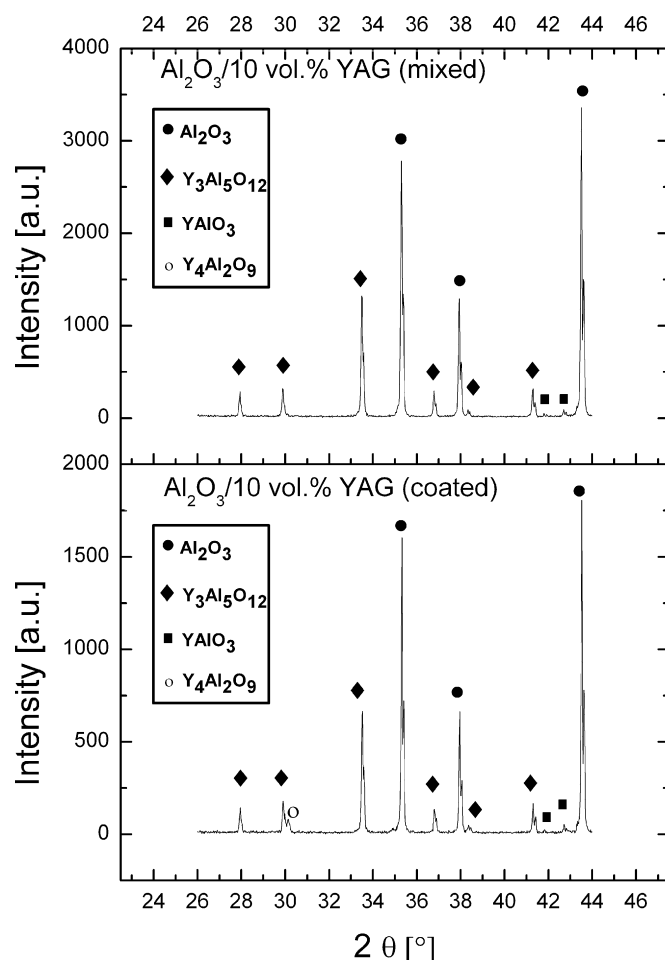 24 26 28 30 32 34 36 38 40 42 44 46
4000
Al₂O₃/10 vol.% YAG (mixed)
Al₂O₃
Y₃Al₅O₁₂
YAlO₃
Y₄Al₂O₉
3000
2000
1000
0
Intensity [a.u.]
2000
Al₂O₃/10 vol.% YAG (coated)
Al₂O₃
Y₃Al₅O₁₂
YAlO₃
Y₄Al₂O₉
1500
1000
500
0
Intensity [a.u.]
24 26 28 30 32 34 36 38 40 42 44 46
2 θ [°]